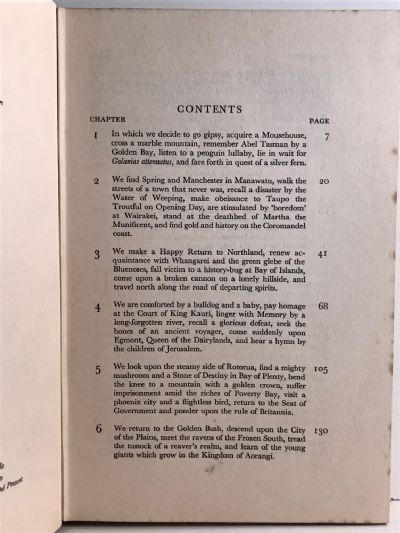 CONTENTS
CHAPTER PAGE
1 In which we decide to go gipsy, acquire a Mousehouse, 7
cross a marble mountain, remember Abel Tasman by a
Golden Bay, listen to a penguin lullaby, lie in wait for
Galaxias attenuatus, and fare forth in quest of a silver fern.
2 We find Spring and Manchester in Manawatu, walk the 20
streets of a town that never was, recall a disaster by the
Water of Weeping, make obeisance to Taupo the
Troutful on Opening Day, are stimulated by 'boredom'
at Wairakei, stand at the deathbed of Martha the
Munificent, and find gold and history on the Coromandel
coast.
3 We make a Happy Return to Northland, renew ac- 41
quaintance with Whangarei and the green glebe of the
Bluenoses, fall victim to a history-bug at Bay of Islands,
come upon a broken cannon on a lonely hillside, and
travel north along the road of departing spirits.
4 We are comforted by a bulldog and a baby, pay homage 68
at the Court of King Kauri, linger with Memory by a
long-forgotten river, recall a glorious defeat, seek the
bones of an ancient voyager, come suddenly upon
Egmont, Queen of the Dairylands, and hear a hymn by
the children of Jerusalem.
5 We look upon the steamy side of Rotorua, find a mighty 105
mushroom and a Stone of Destiny in Bay of Plenty, bend
the knee to a mountain with a golden crown, suffer
imprisonment amid the riches of Poverty Bay, visit a
phoenix city and a flightless bird, return to the Seat of
Government and ponder upon the rule of Britannia.
6 We return to the Golden Bush, descend upon the City 130
of the Plains, meet the ravens of the Frozen South, tread
the tussock of a reaver's realm, and learn of the young
giants which grow in the Kingdom of Aorangi.
Present